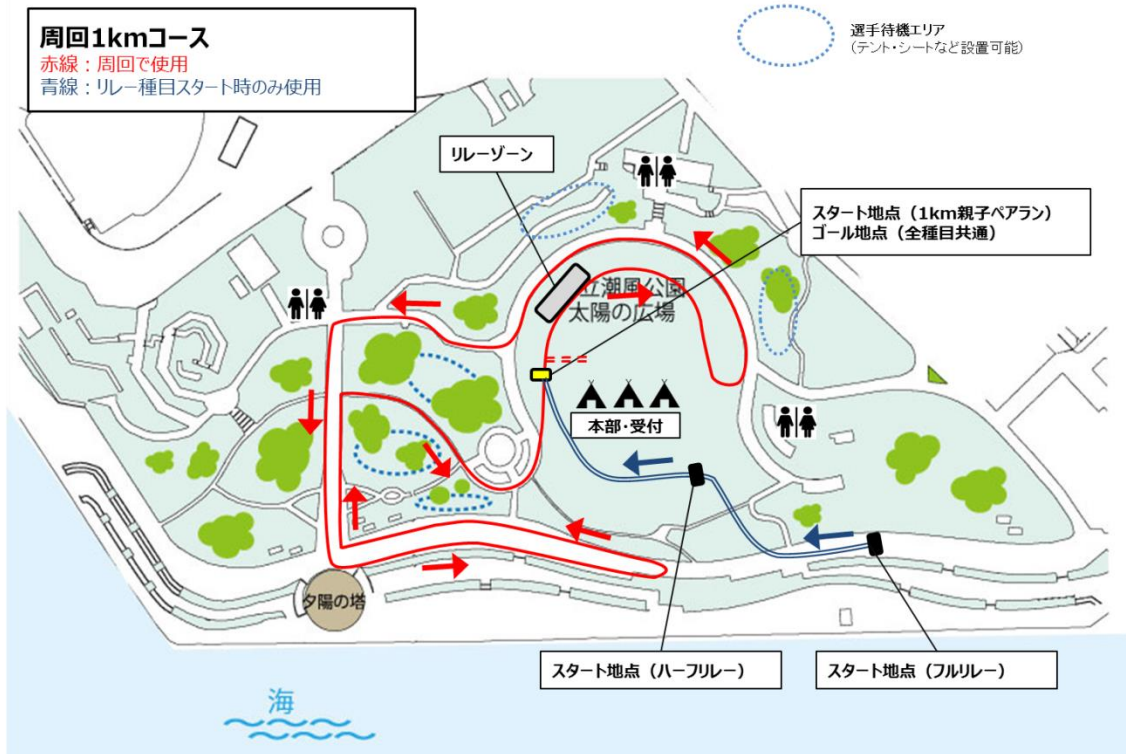 周回1kmコース
赤線：周回で使用
青線：リレー種目スタート時のみ使用
選手待機エリア
(テント・シートなど設置可能)
リレーゾーン
スタート地点（1km親子ペアラン）
ゴール地点（全種目共通）
立潮風公園
太陽の広場
本部・受付
夕陽の塔
スタート地点（ハーフリレー）
スタート地点（フルリレー）
海